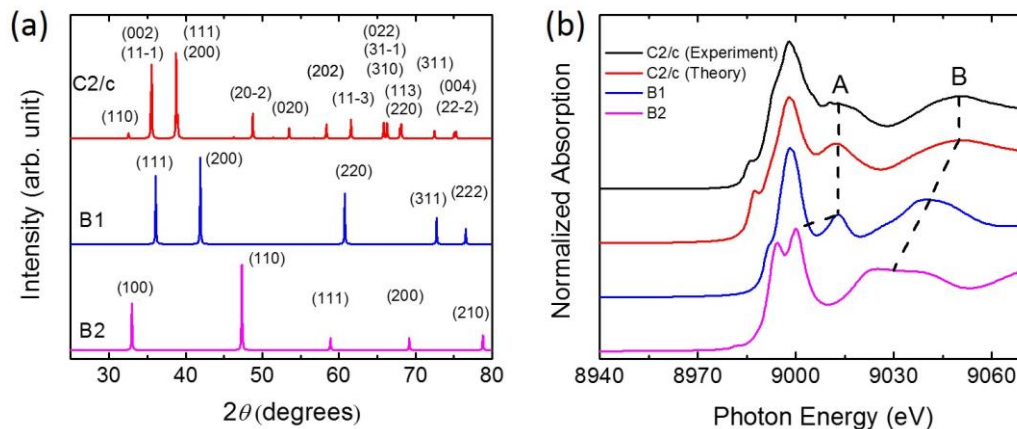 (a)
Intensity (arb. unit)
C2/c
(110)
(002)
(11-1)
(111)
(200)
(20-2)
(020)
(202)
(11-3)
(022)
(31-1)
(310)
(113)
(220)
(311)
(004)
(22-2)
B1
(111)
(200)
(220)
(311)
(222)
B2
(100)
(110)
(111)
(200)
(210)
30 40 50 60 70 80
2θ (degrees)
(b)
Normalized Absorption
C2/c (Experiment)
C2/c (Theory)
B1
B2
A
B
8940 8970 9000 9030 9060
Photon Energy (eV)